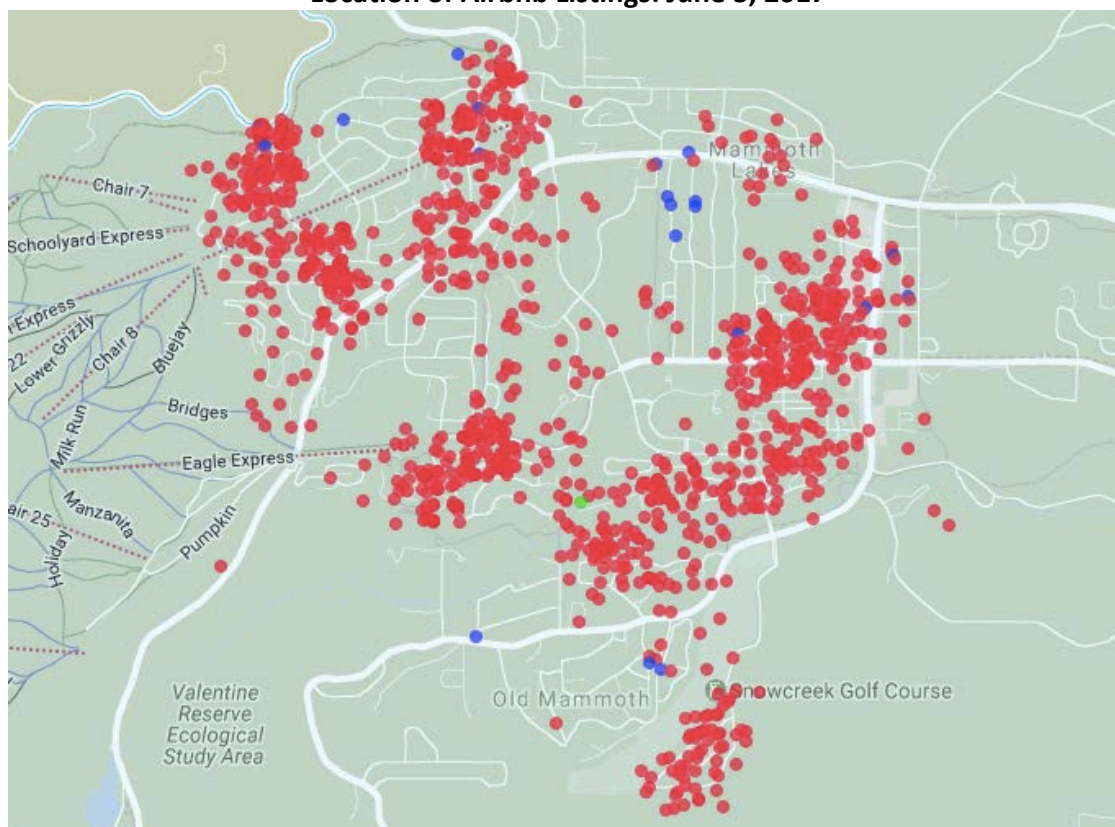 Location of Airbnb Listings: June 5, 2017
Mammoth
Lakes
Chair 7
Schoolyard Express
Express
22
Lower Grizzly
Chair 8
Bluejay
Bridges
Milk Run
Eagle Express
Manzanita
air 25
Pumpkin
Holiday
Valentine
Reserve
Ecological
Study Area
Old Mammoth
Snowcreek Golf Course